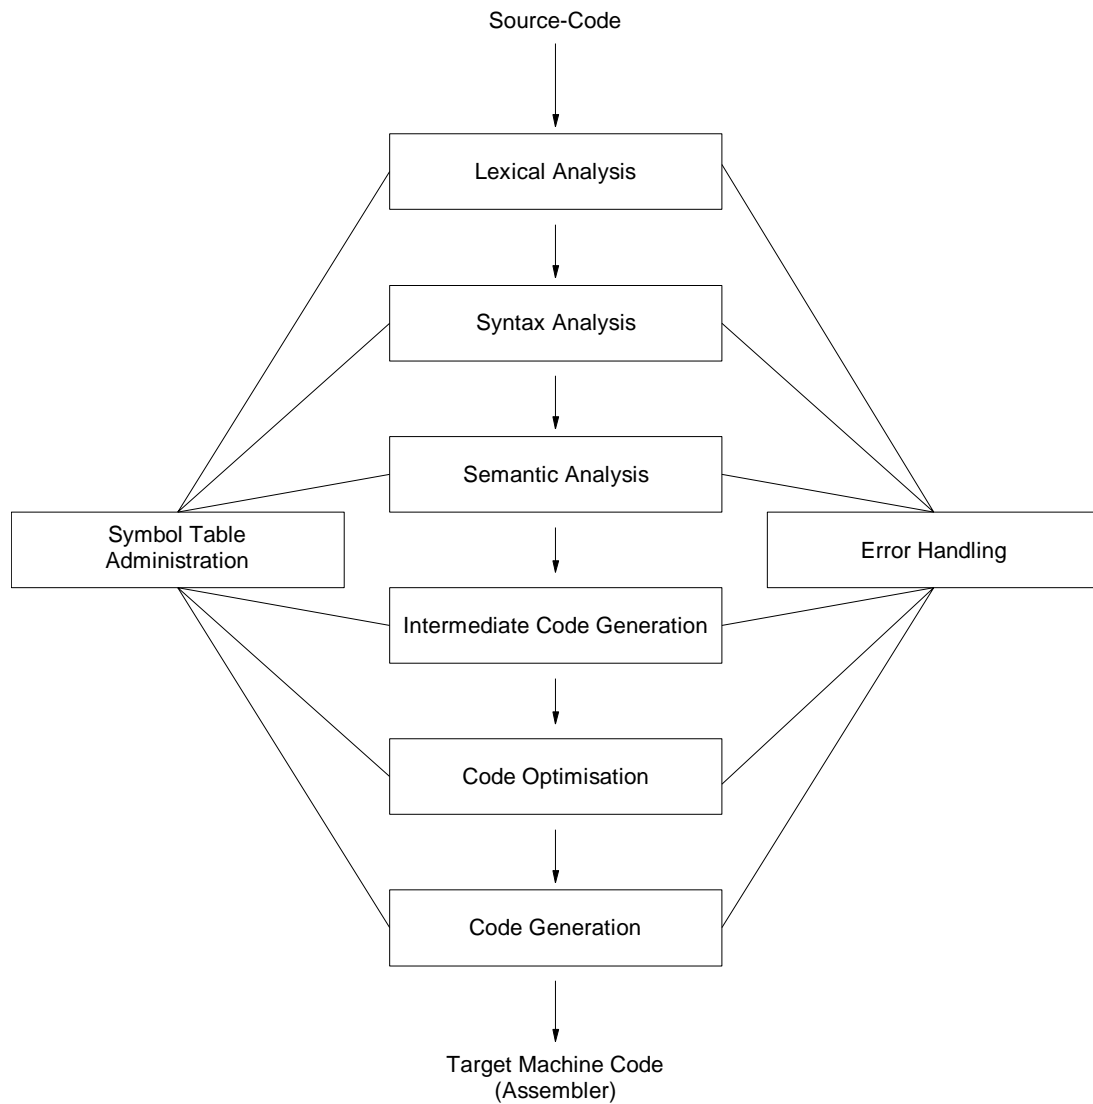 Source-Code
Lexical Analysis
Syntax Analysis
Semantic Analysis
Symbol Table
Administration
Error Handling
Intermediate Code Generation
Code Optimisation
Code Generation
Target Machine Code
(Assembler)